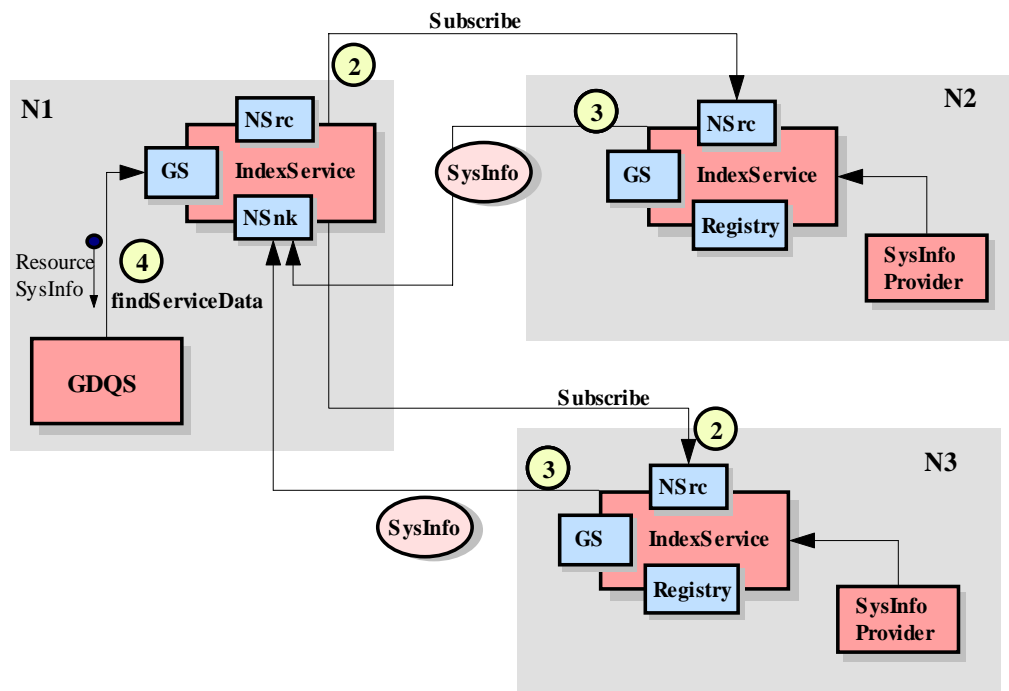 Subscribe
2
N1
NSrc
GS
IndexService
NSnk
4
Resource
SysInfo
findServiceData
GDQS
3
SysInfo
N2
NSrc
GS
IndexService
Registry
SysInfo
Provider
Subscribe
2
3
SysInfo
N3
NSrc
GS
IndexService
Registry
SysInfo
Provider